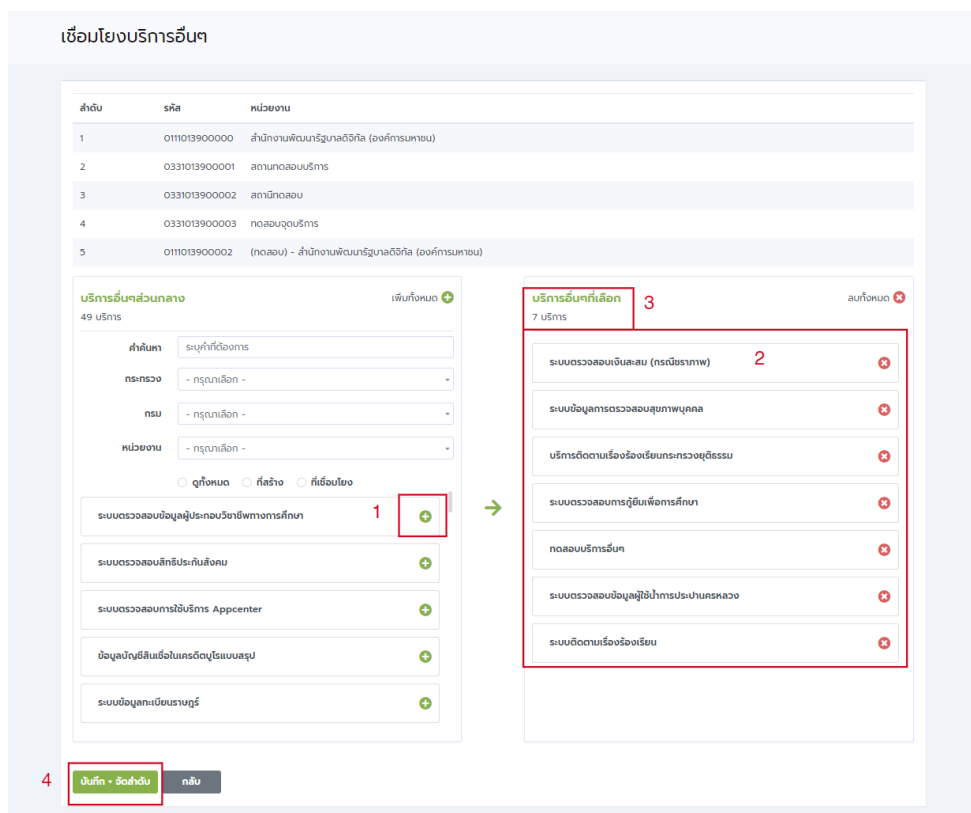 เชื่อมโยงบริการอื่นๆ
ลำดับ รหัส หน่วยงาน
1 0111013900000 สำนักงานพัฒนารัฐบาลดิจิทัล (องค์การมหาชน)
2 0331013900001 สถานทดสอบบริการ
3 0331013900002 สถานีทดสอบ
4 0331013900003 ทดสอบจุดบริการ
5 0111013900002 (ทดสอบ) - สำนักงานพัฒนารัฐบาลดิจิทัล (องค์การมหาชน)
บริการอื่นๆส่วนกลาง เพิ่มทั้งหมด
49 บริการ
คำค้นหา ระบุคำที่ต้องการ
กระทรวง - กรุณาเลือก -
กรม - กรุณาเลือก -
หน่วยงาน - กรุณาเลือก -
ดูทั้งหมด ที่สร้าง ที่เชื่อมโยง
ระบบตรวจสอบข้อมูลผู้ประกอบวิชาชีพทางการศึกษา 1
ระบบตรวจสอบสิทธิประกันสังคม
ระบบตรวจสอบการใช้บริการ Appcenter
ข้อมูลบัญชีสินเชื่อในเครดิตบูโรแบบสรุป
ระบบข้อมูลทะเบียนราษฎร์
บริการอื่นๆที่เลือก 3 ลบทั้งหมด
7 บริการ
ระบบตรวจสอบเงินสะสม (กรณีชราภาพ) 2
ระบบข้อมูลการตรวจสอบสุขภาพบุคคล
บริการติดตามเรื่องร้องเรียนกระทรวงยุติธรรม
ระบบตรวจสอบการกู้ยืมเพื่อการศึกษา
ทดสอบบริการอื่นๆ
ระบบตรวจสอบข้อมูลผู้ใช้น้ำการประปานครหลวง
ระบบติดตามเรื่องร้องเรียน
4 บันทึก + จัดลำดับ กลับ